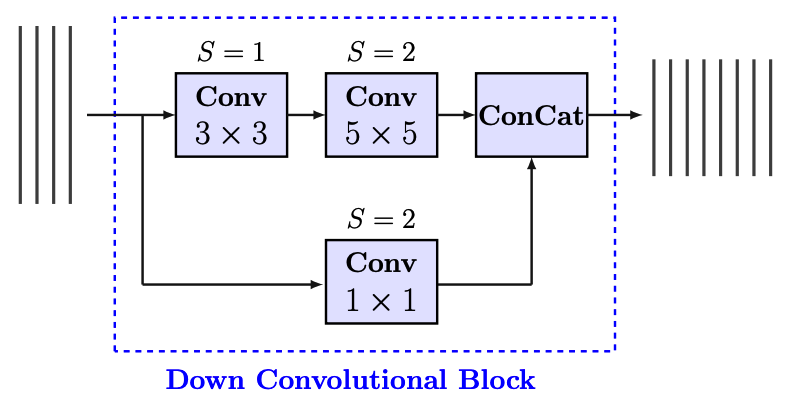 S = 1
S = 2
Conv
3 × 3
Conv
5 × 5
ConCat
S = 2
Conv
1 × 1
Down Convolutional Block